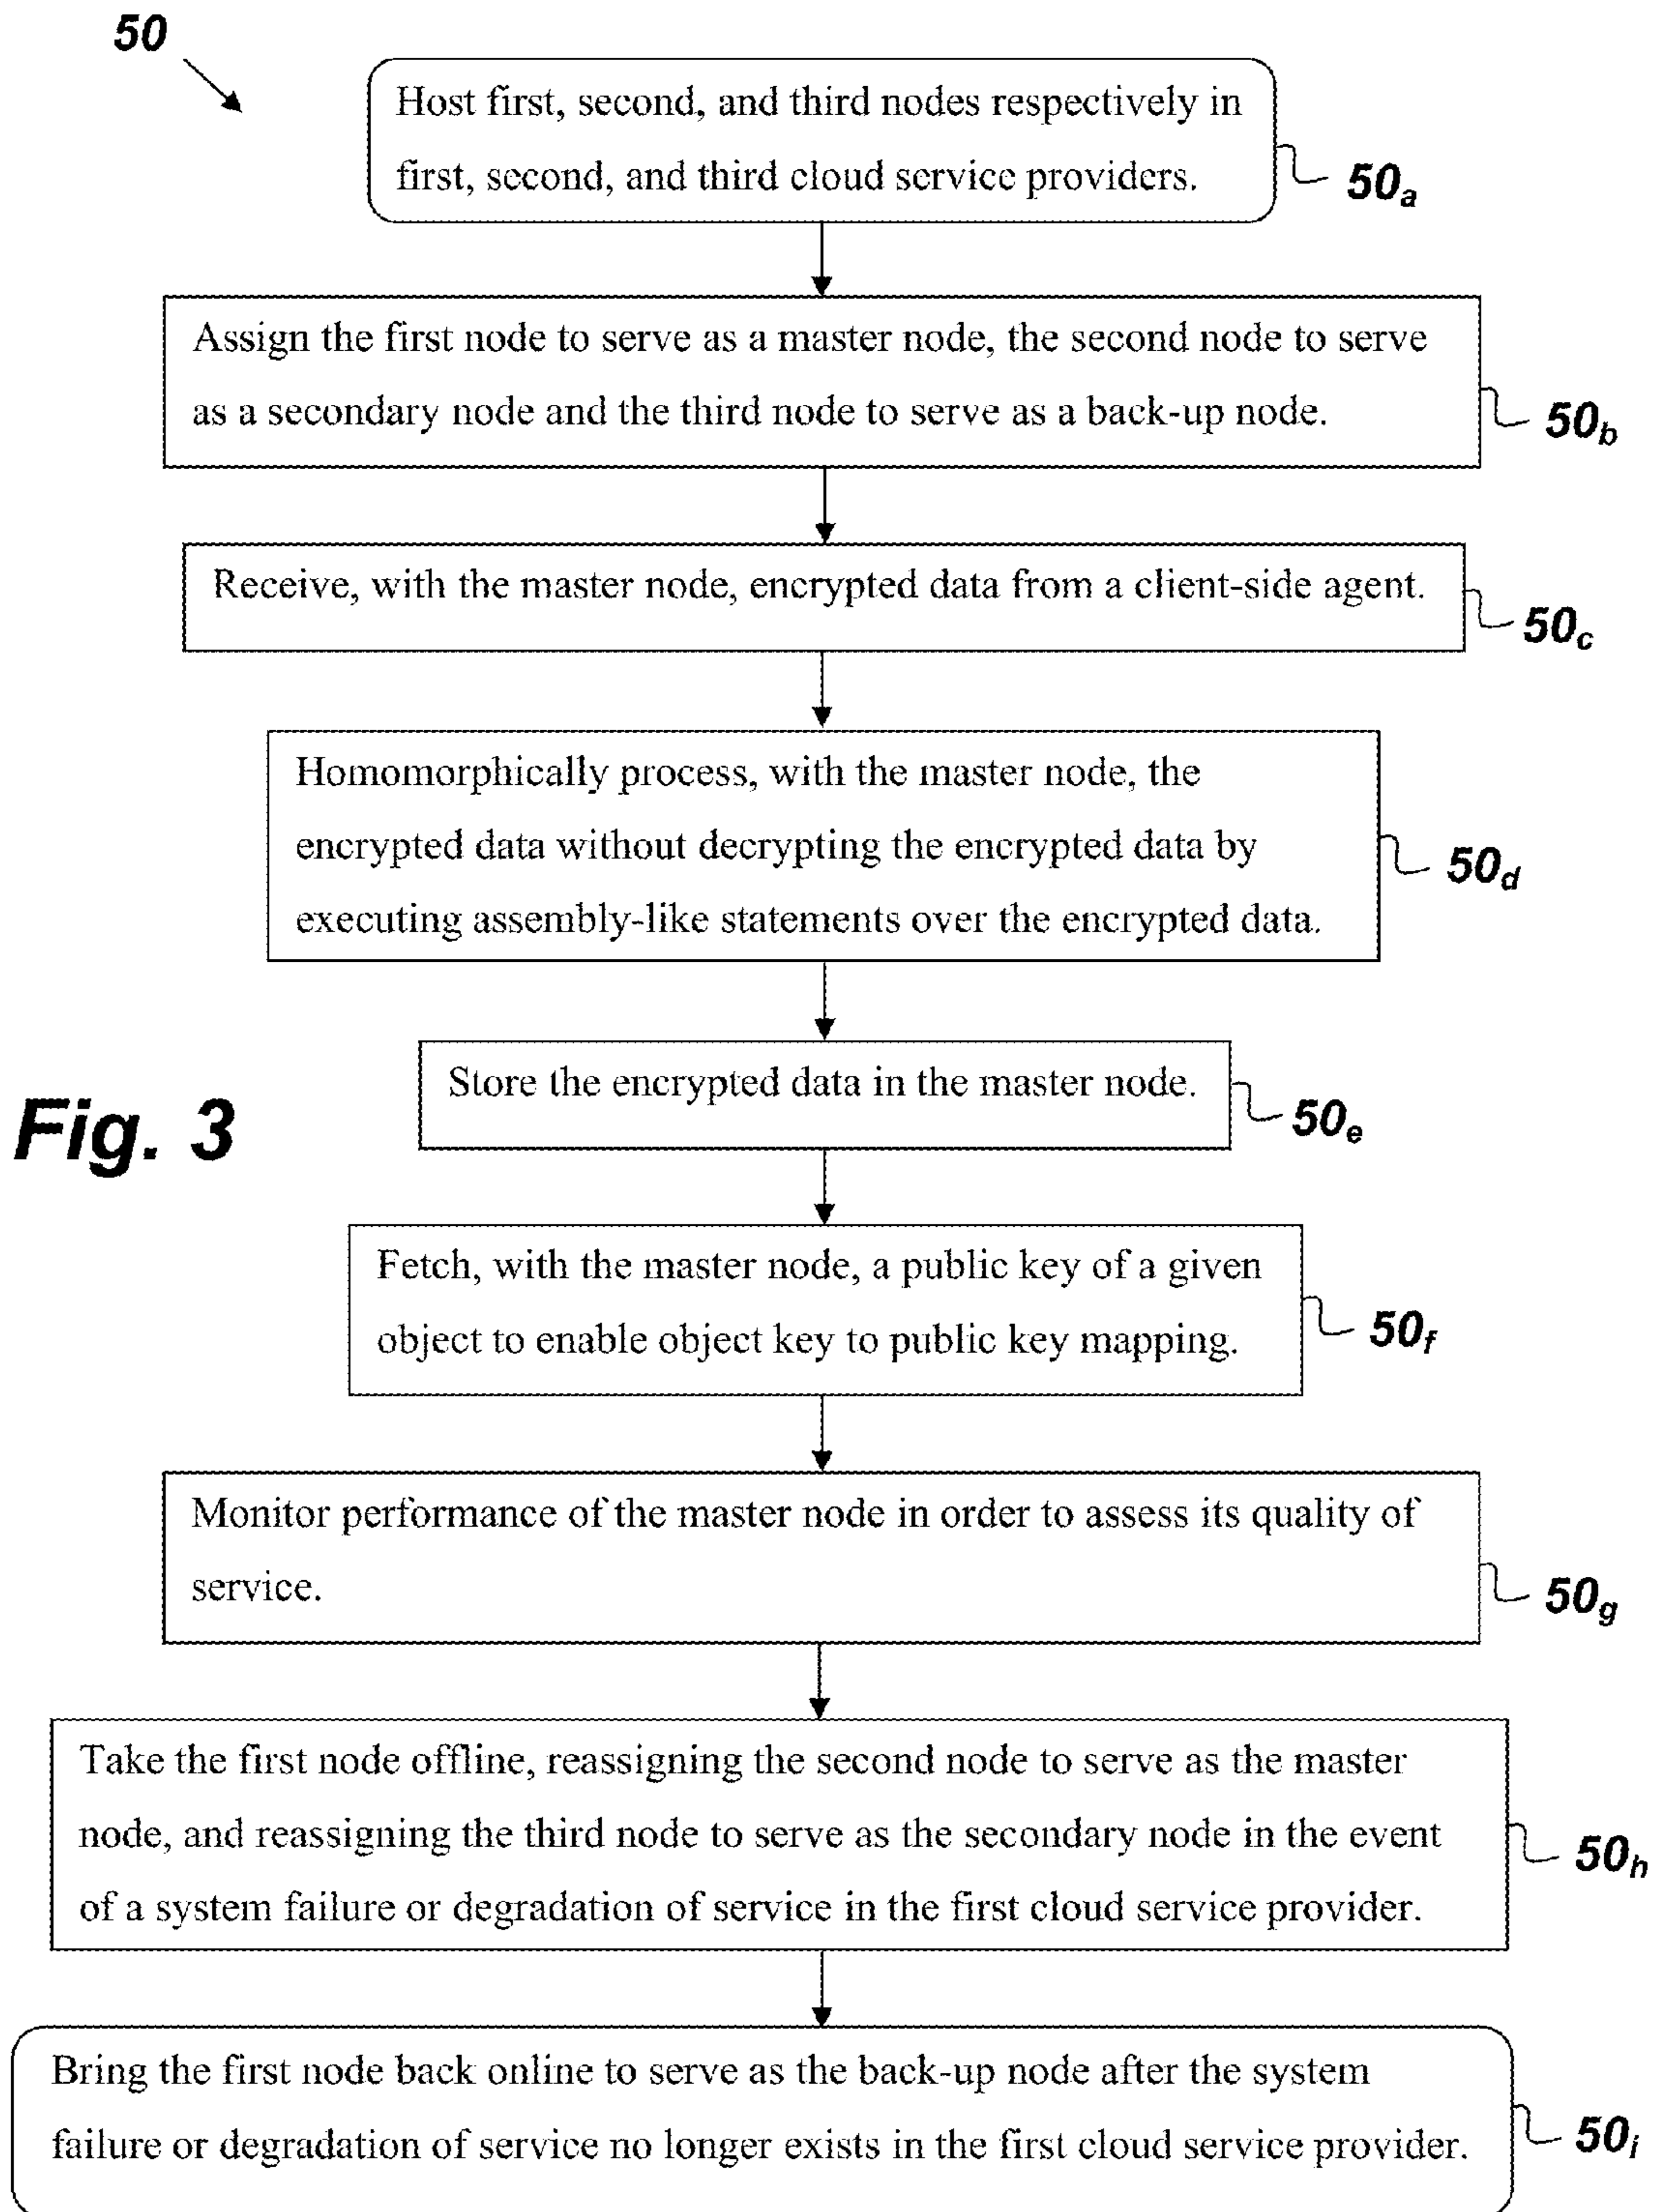 50
Host first, second, and third nodes respectively in
first, second, and third cloud service providers.
50a
Assign the first node to serve as a master node, the second node to serve
as a secondary node and the third node to serve as a back-up node.
50b
Receive, with the master node, encrypted data from a client-side agent.
50c
Homomorphically process, with the master node, the
encrypted data without decrypting the encrypted data by
executing assembly-like statements over the encrypted data.
50d
Store the encrypted data in the master node.
50e
Fig. 3
Fetch, with the master node, a public key of a given
object to enable object key to public key mapping.
50f
Monitor performance of the master node in order to assess its quality of
service.
50g
Take the first node offline, reassigning the second node to serve as the master
node, and reassigning the third node to serve as the secondary node in the event
of a system failure or degradation of service in the first cloud service provider.
50h
Bring the first node back online to serve as the back-up node after the system
failure or degradation of service no longer exists in the first cloud service provider.
50i